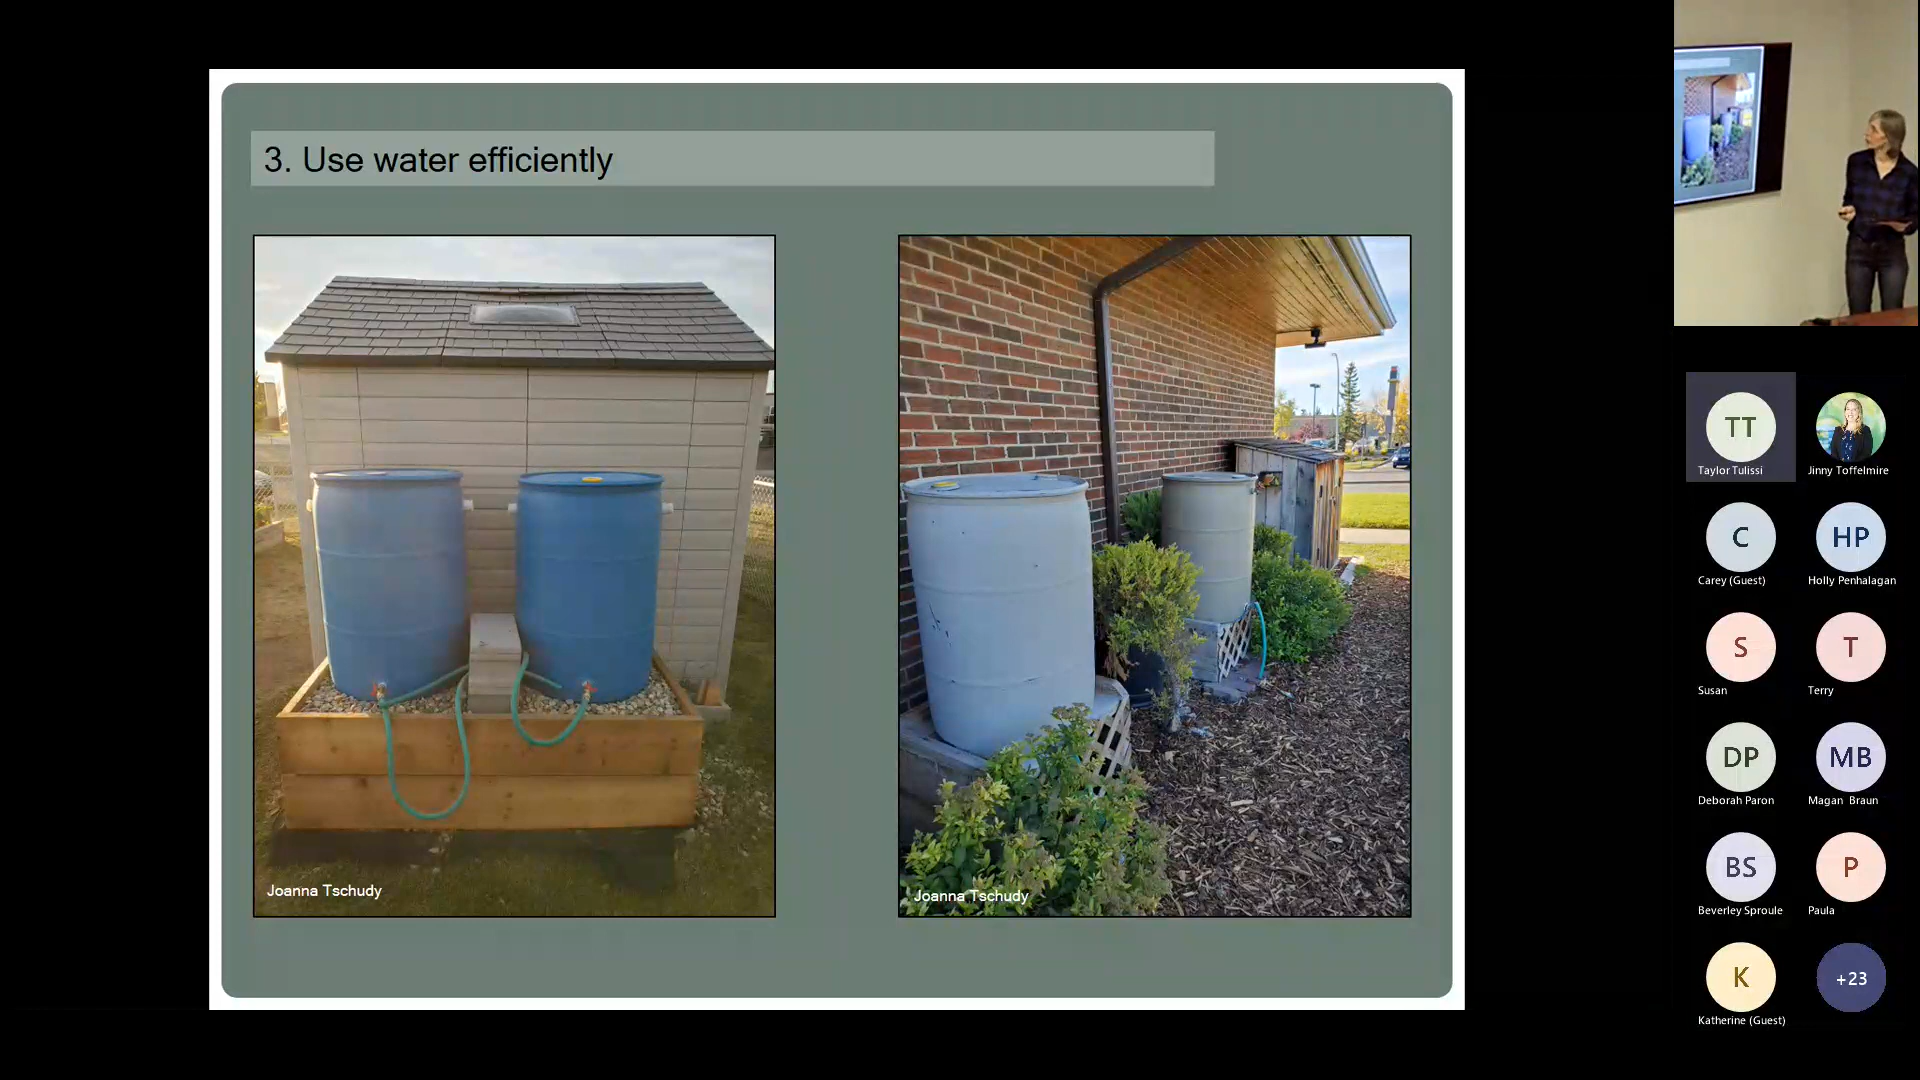 3. Use water efficiently
Joanna Tschudy
Joanna Tschudy
TT
Taylor Tulissi
Jinny Toffelmire
C
Carey (Guest)
HP
Holly Penhalagan
S
Susan
T
Terry
DP
Deborah Paron
MB
Magan Braun
BS
Beverley Sproule
P
Paula
K
Katherine (Guest)
+23